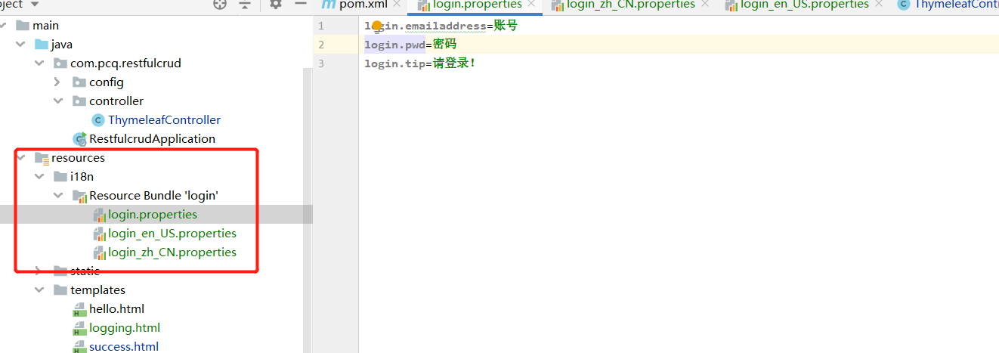 oject
pom.xml
login.properties
login_zh_CN.properties
login_en_US.properties
ThymeleafContr
main
java
com.pcq.restfulcrud
config
controller
ThymeleafController
RestfulcrudApplication
resources
i18n
Resource Bundle 'login'
login.properties
login_en_US.properties
login_zh_CN.properties
static
templates
hello.html
logging.html
success.html
1 login.emailaddress=账号
2 login.pwd=密码
3 login.tip=请登录！